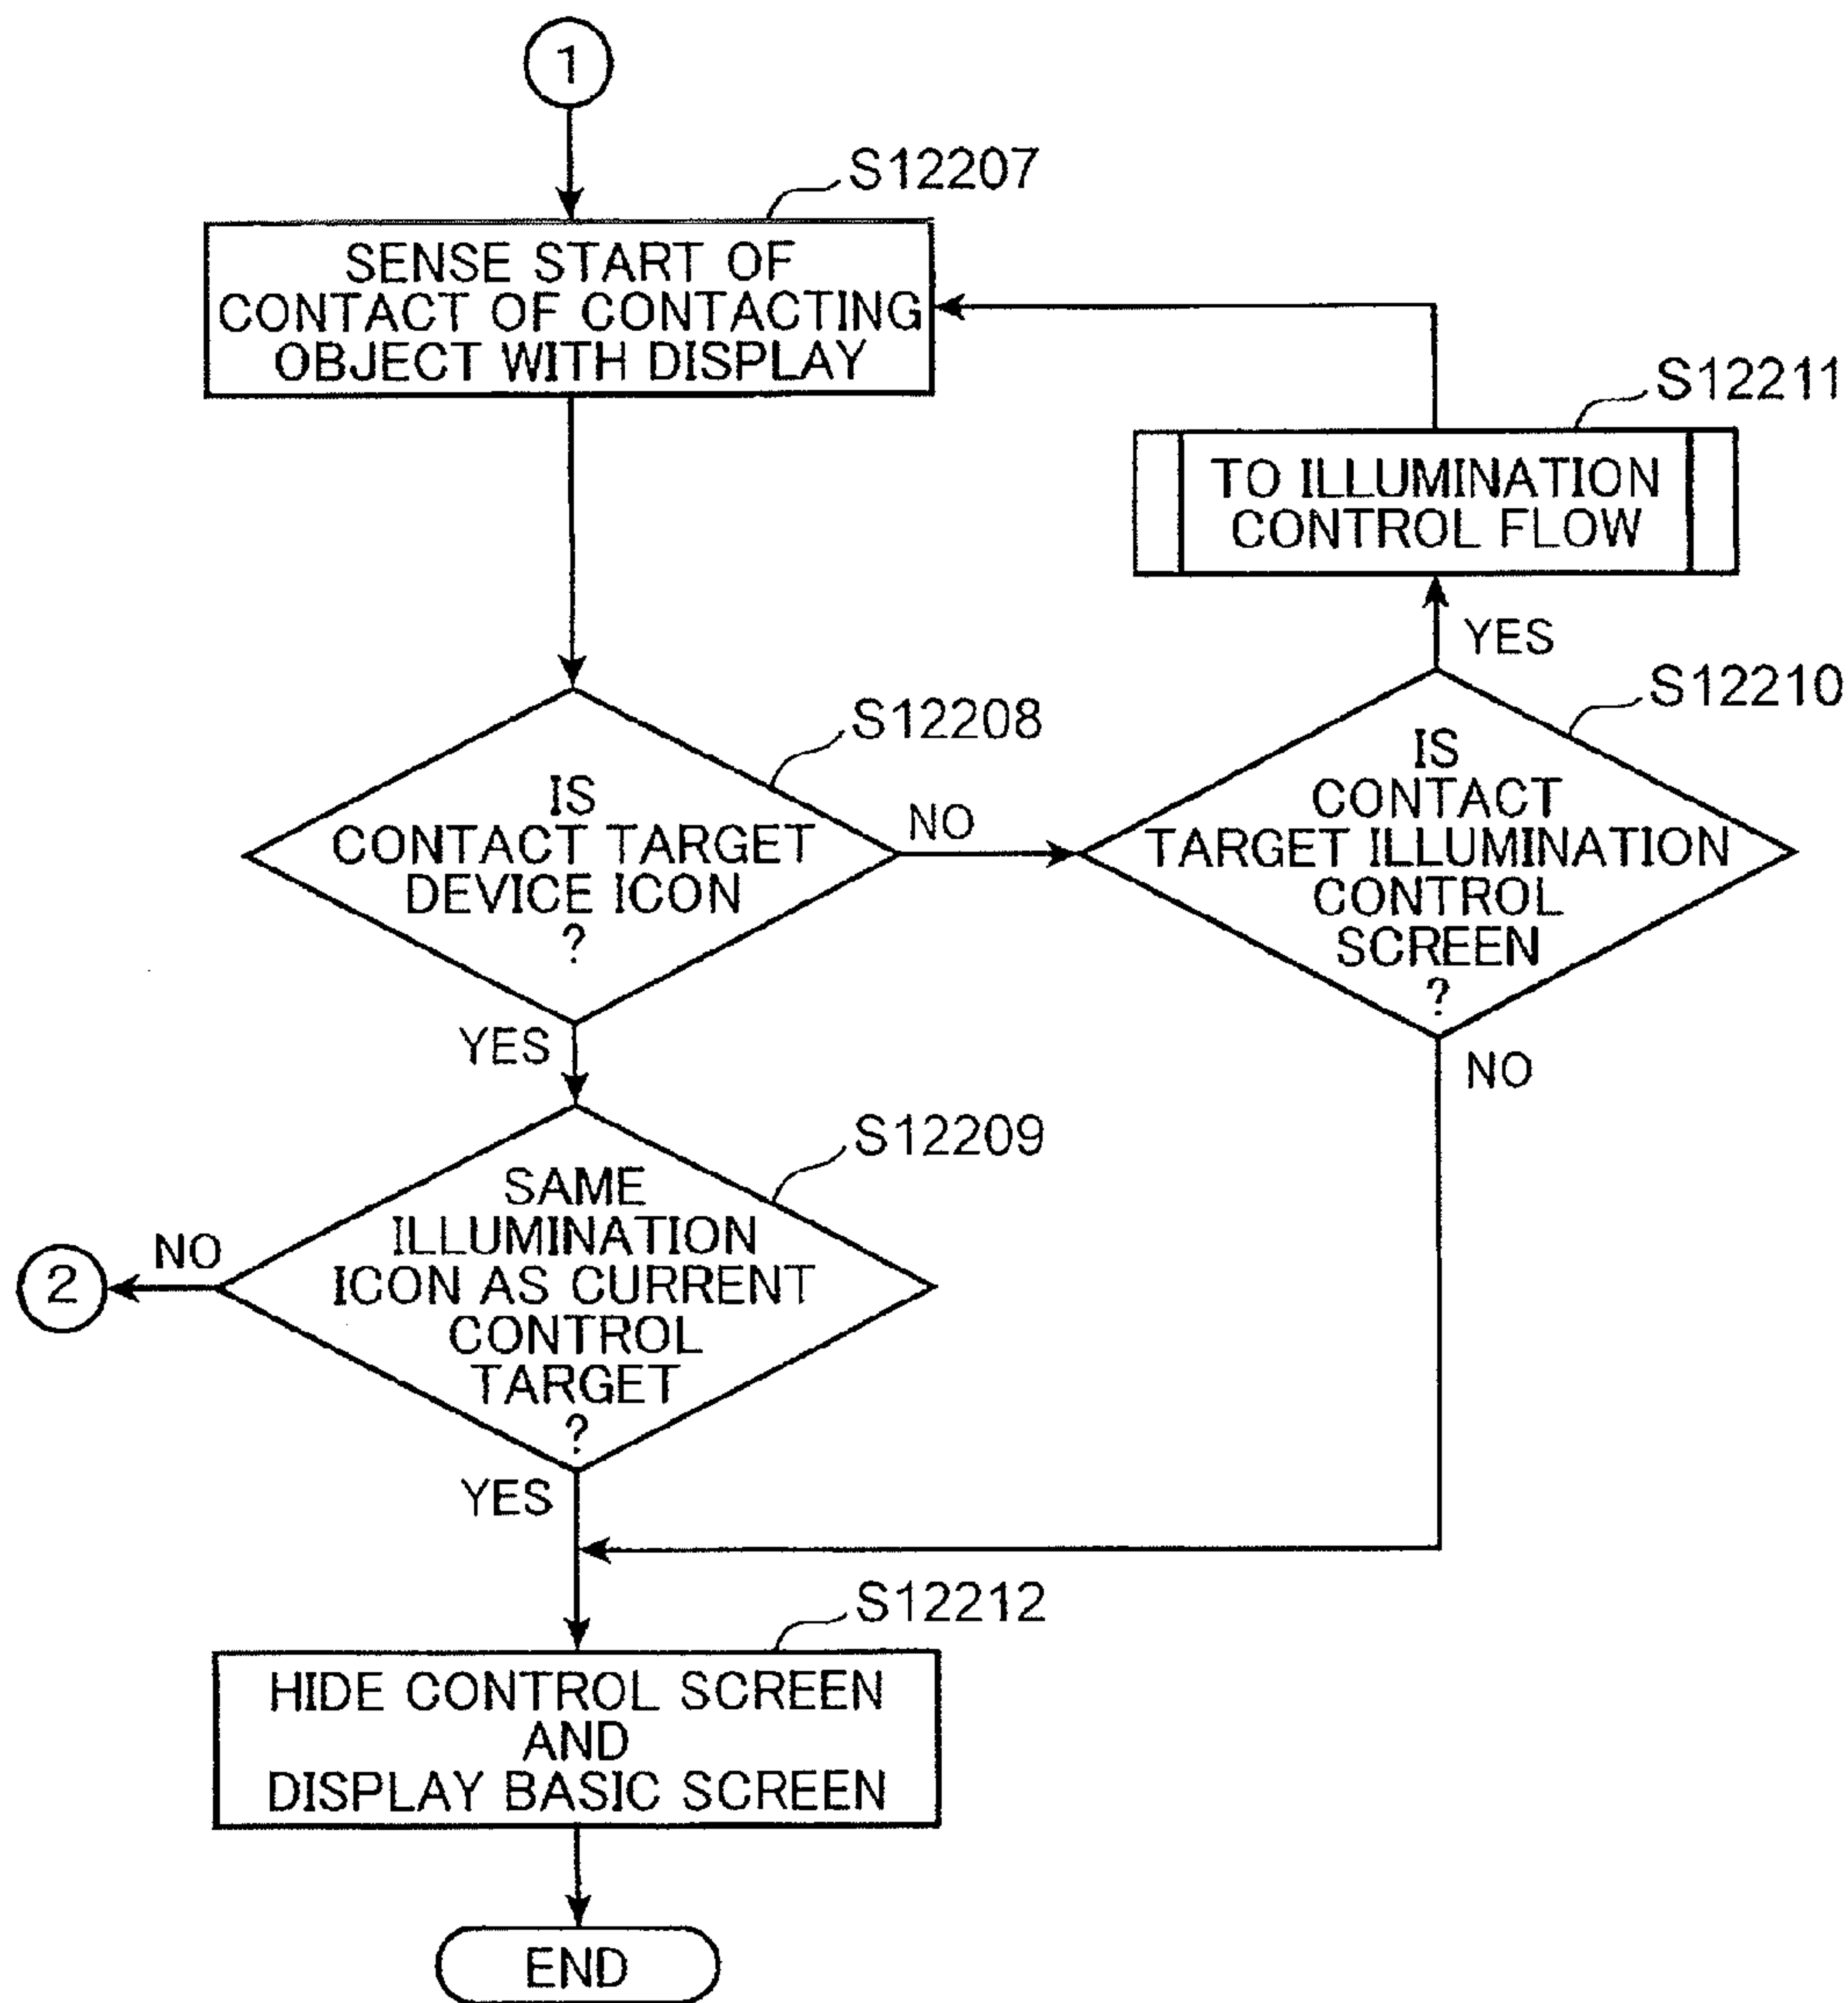 1
S12207
SENSE START OF
CONTACT OF CONTACTING
OBJECT WITH DISPLAY
S12211
TO ILLUMINATION
CONTROL FLOW
YES
S12210
IS
CONTACT
TARGET ILLUMINATION
CONTROL
SCREEN
?
NO
S12208
IS
CONTACT TARGET
DEVICE ICON
?
NO
YES
S12209
SAME
ILLUMINATION
ICON AS CURRENT
CONTROL
TARGET
?
NO
2
YES
S12212
HIDE CONTROL SCREEN
AND
DISPLAY BASIC SCREEN
END